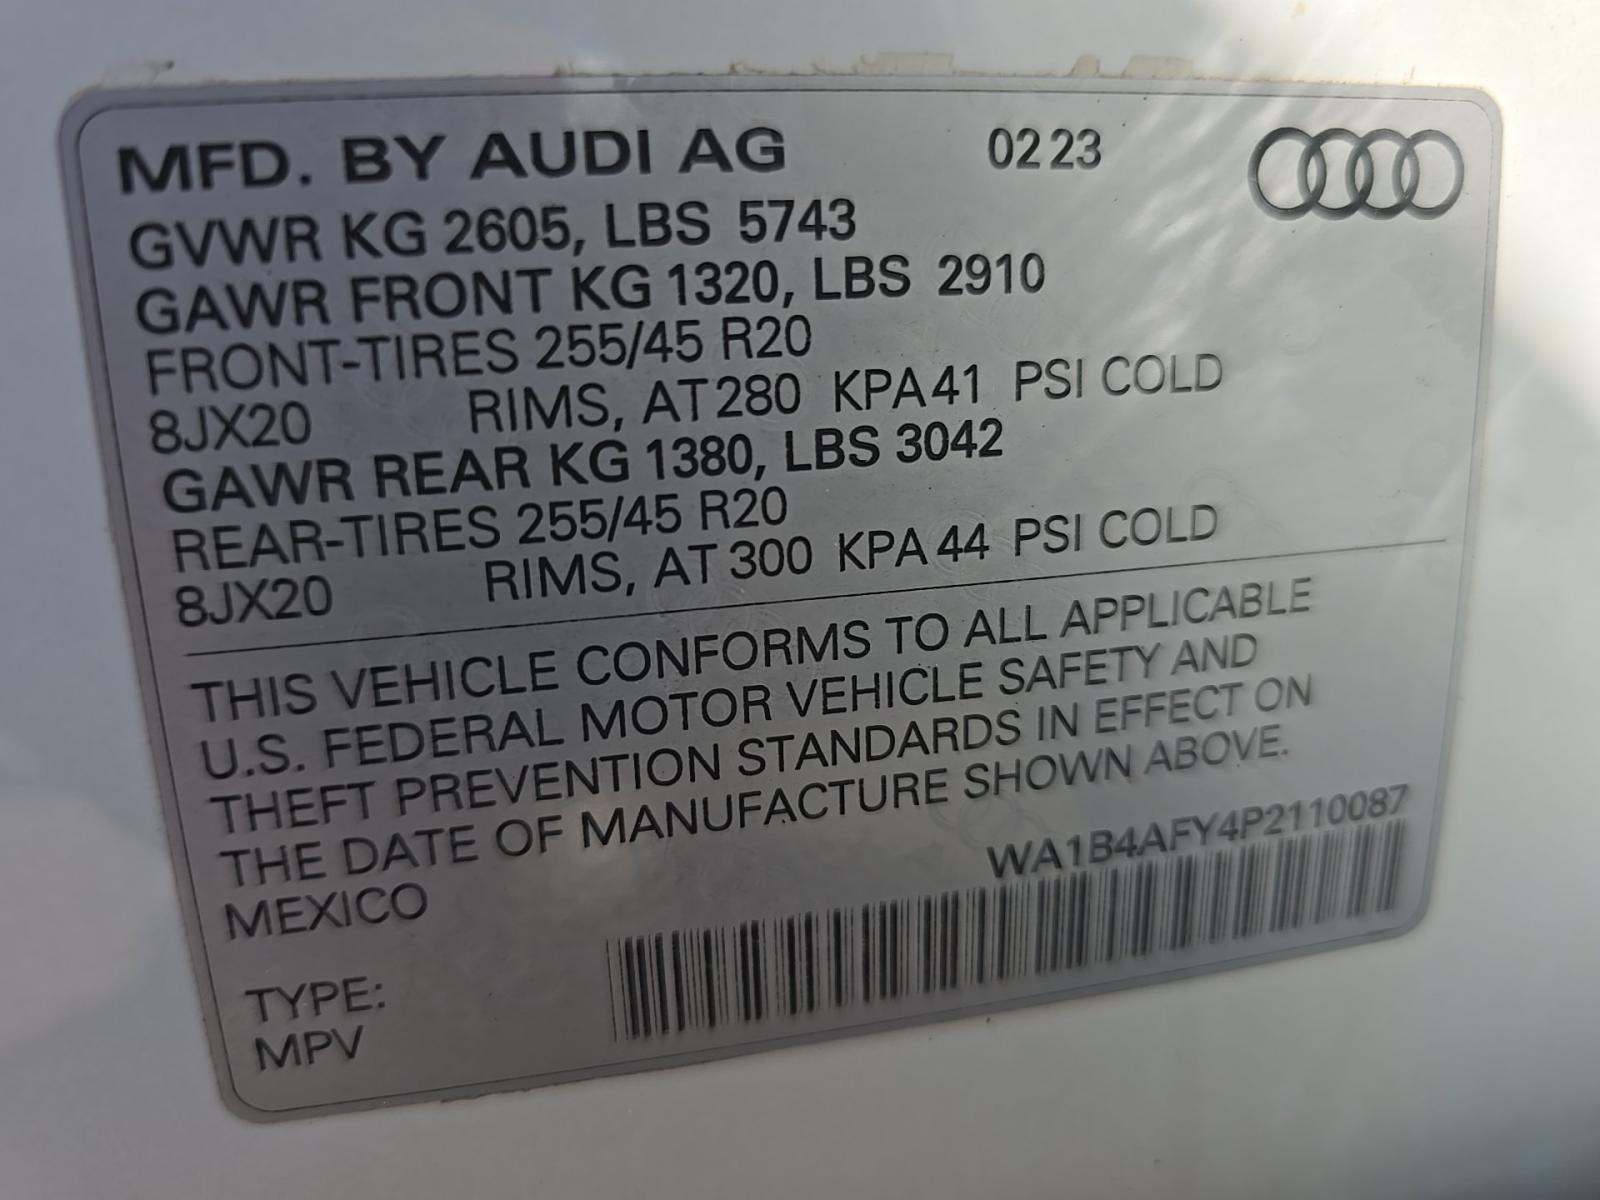 MFD. BY AUDI AG 02 23
GVWR KG 2605, LBS 5743
GAWR FRONT KG 1320, LBS 2910
FRONT-TIRES 255/45 R20
8JX20 RIMS, AT 280 KPA 41 PSI COLD
GAWR REAR KG 1380, LBS 3042
REAR-TIRES 255/45 R20
8JX20 RIMS, AT 300 KPA 44 PSI COLD
THIS VEHICLE CONFORMS TO ALL APPLICABLE
U.S. FEDERAL MOTOR VEHICLE SAFETY AND
THEFT PREVENTION STANDARDS IN EFFECT ON
THE DATE OF MANUFACTURE SHOWN ABOVE.
MEXICO WA1B4AFY4P2110087
TYPE:
MPV